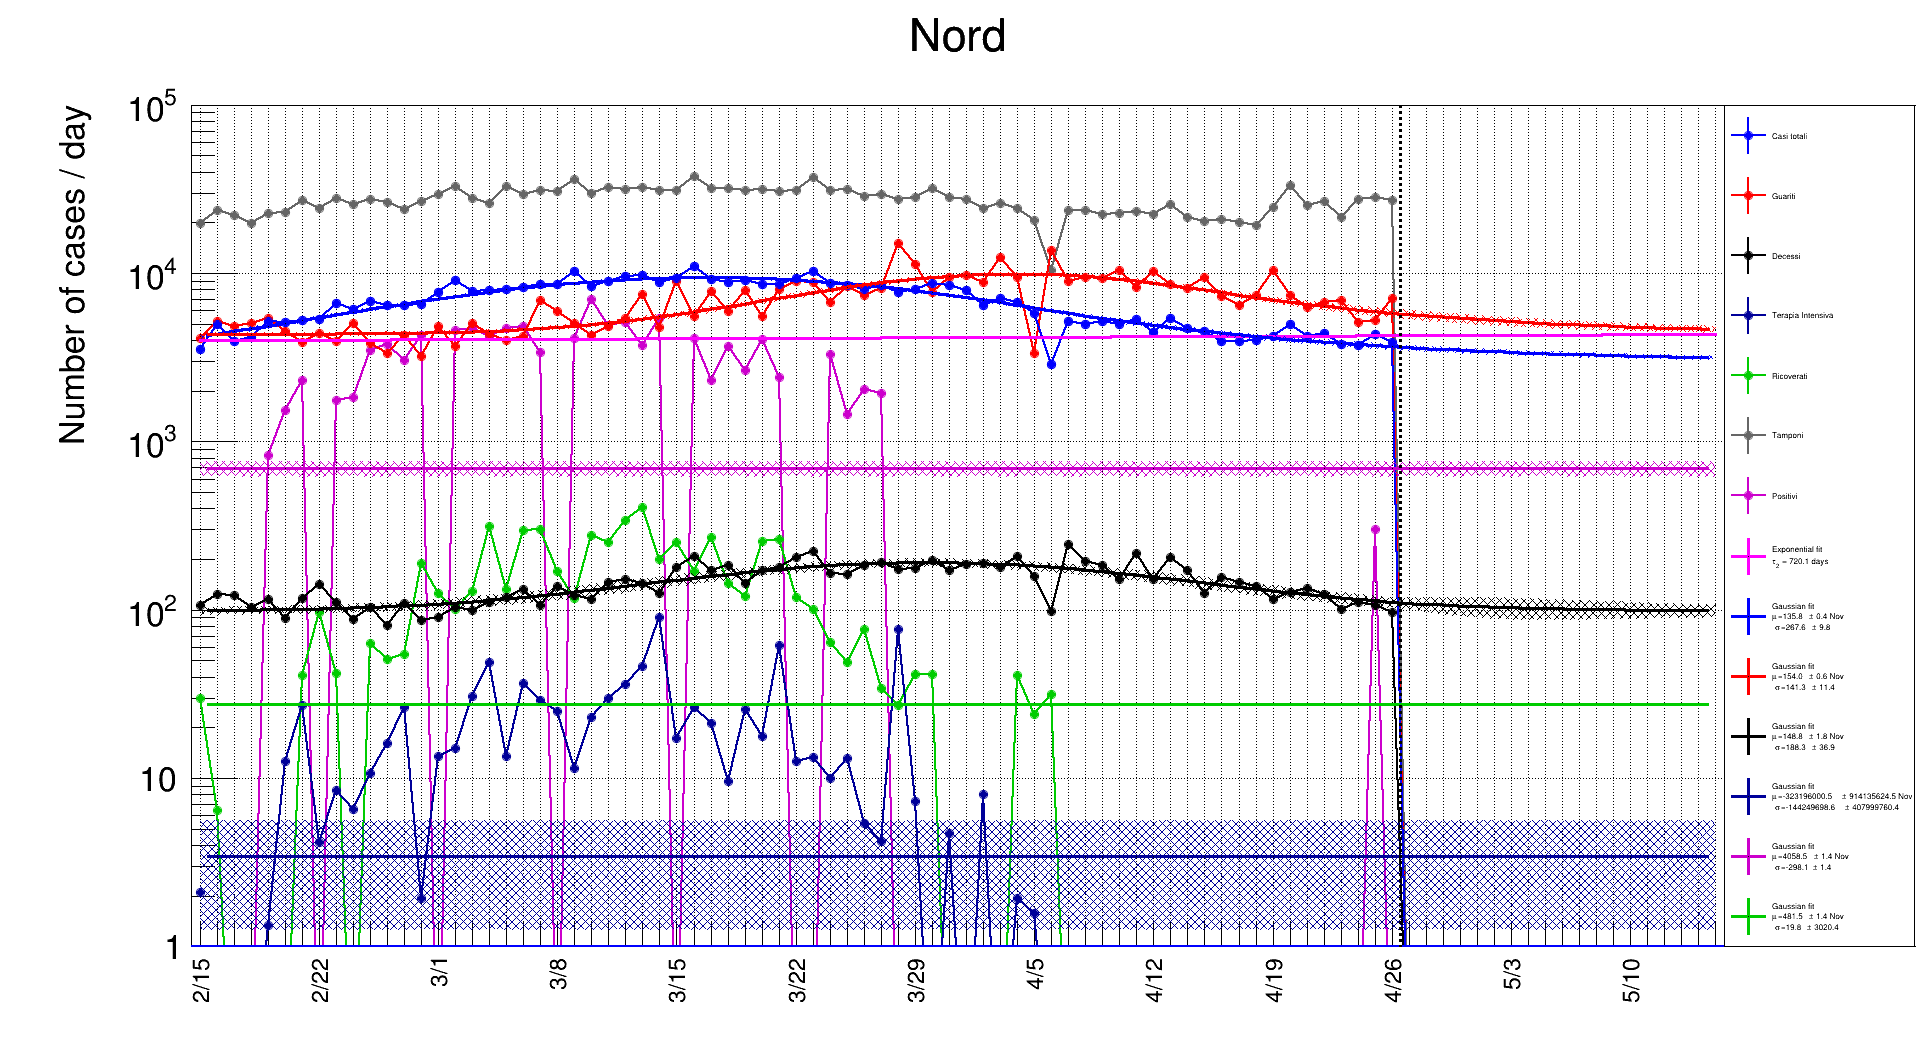 Nord
Number of cases / day
10^5
10^4
10^3
10^2
10
1
2/15
2/22
3/1
3/8
3/15
3/22
3/29
4/5
4/12
4/19
4/26
5/3
5/10
Casi totali
Guariti
Decessi
Terapia Intensiva
Ricoverati
Tamponi
Positivi
Exponential fit
τ_2 = 720.1 days
Gaussian fit
μ=135.8 ± 0.4 Nov
σ=267.6 ± 9.8
Gaussian fit
μ=154.0 ± 0.6 Nov
σ=141.3 ± 11.4
Gaussian fit
μ=148.8 ± 1.8 Nov
σ=188.3 ± 36.9
Gaussian fit
μ=-323196000.5 ± 914135624.5 Nov
σ=-144249698.6 ± 407999760.4
Gaussian fit
μ=4058.5 ± 1.4 Nov
σ=-298.1 ± 1.4
Gaussian fit
μ=481.5 ± 1.4 Nov
σ=19.8 ± 3020.4